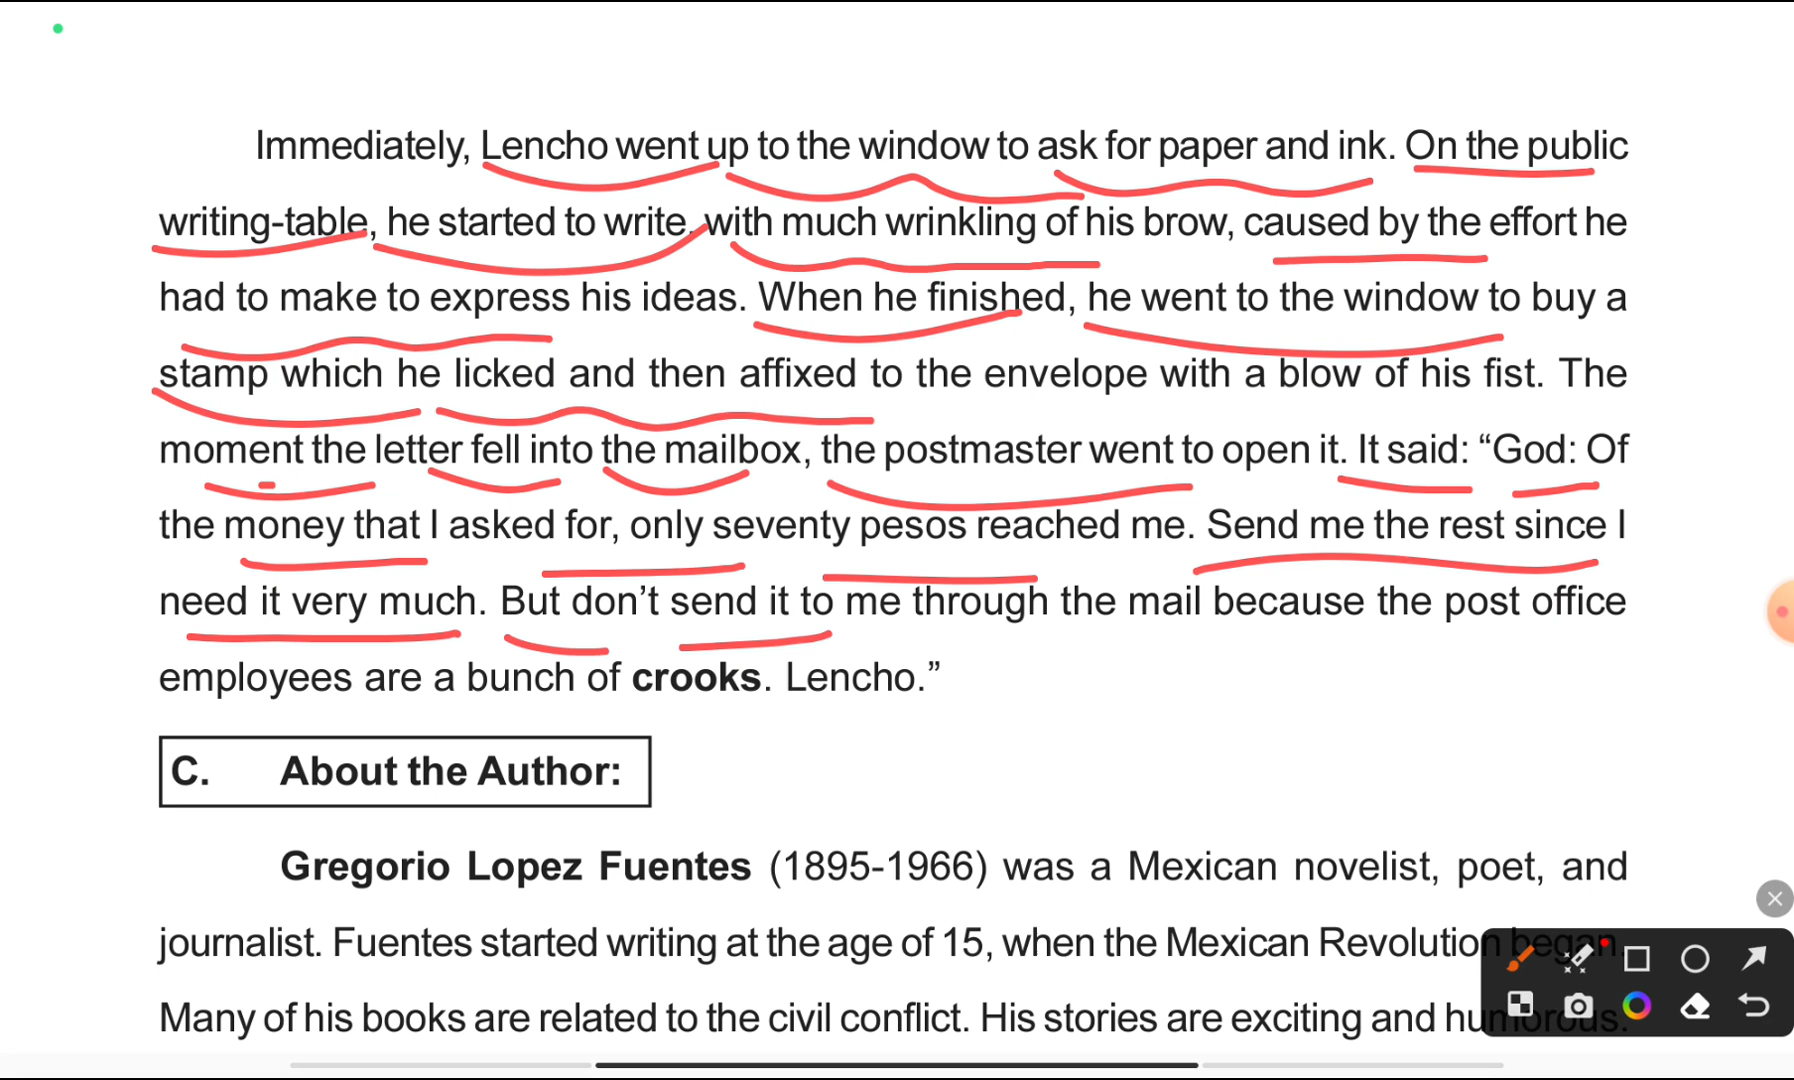 Immediately, Lencho went up to the window to ask for paper and ink. On the public
writing-table, he started to write, with much wrinkling of his brow, caused by the effort he
had to make to express his ideas. When he finished, he went to the window to buy a
stamp which he licked and then affixed to the envelope with a blow of his fist. The
moment the letter fell into the mailbox, the postmaster went to open it. It said: “God: Of
the money that I asked for, only seventy pesos reached me. Send me the rest since I
need it very much. But don’t send it to me through the mail because the post office
employees are a bunch of crooks. Lencho.”
C. About the Author:
Gregorio Lopez Fuentes (1895-1966) was a Mexican novelist, poet, and
journalist. Fuentes started writing at the age of 15, when the Mexican Revolution began.
Many of his books are related to the civil conflict. His stories are exciting and humorous.